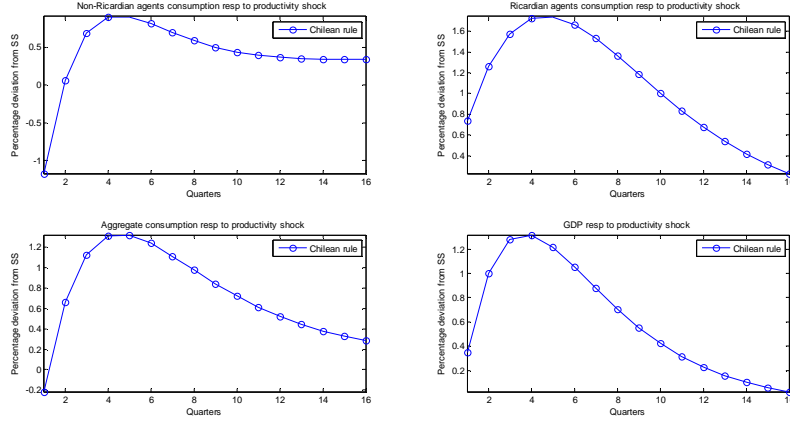 Non-Ricardian agents consumption resp to productivity shock
Percentage deviation from SS
0.5
0
-0.5
-1
2 4 6 8 10 12 14 16
Quarters
Chilean rule
Ricardian agents consumption resp to productivity shock
Percentage deviation from SS
1.6
1.4
1.2
1
0.8
0.6
0.4
2 4 6 8 10 12 14 16
Quarters
Chilean rule
Aggregate consumption resp to productivity shock
Percentage deviation from SS
1.2
1
0.8
0.6
0.4
0.2
0
-0.2
2 4 6 8 10 12 14 16
Quarters
Chilean rule
GDP resp to productivity shock
Percentage deviation from SS
1.2
1
0.8
0.6
0.4
0.2
2 4 6 8 10 12 14 16
Quarters
Chilean rule